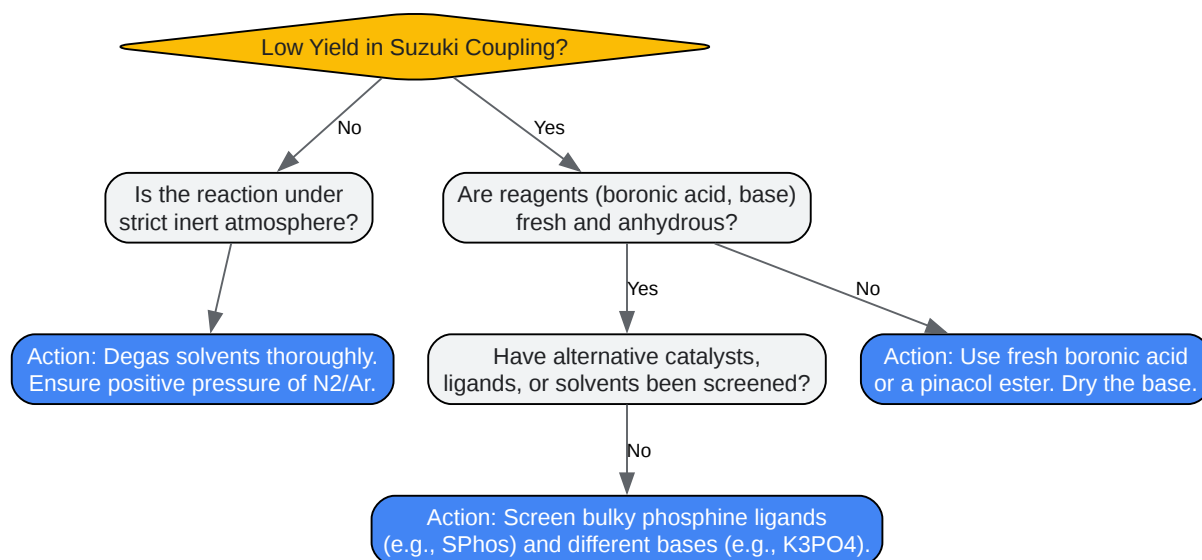 Low Yield in Suzuki Coupling?
No
Yes
Is the reaction under
strict inert atmosphere?
Are reagents (boronic acid, base)
fresh and anhydrous?
Yes
No
Action: Degas solvents thoroughly.
Ensure positive pressure of N2/Ar.
Have alternative catalysts,
ligands, or solvents been screened?
Action: Use fresh boronic acid
or a pinacol ester. Dry the base.
No
Action: Screen bulky phosphine ligands
(e.g., SPhos) and different bases (e.g., K3PO4).